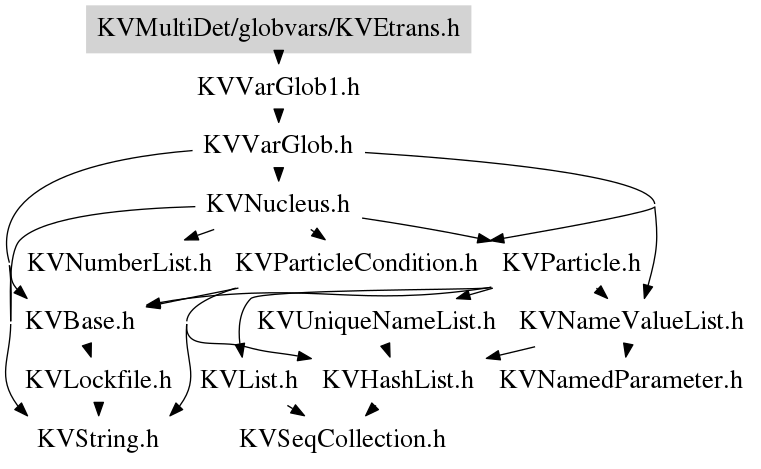 KVMultiDet/globvars/KVEtrans.h
KVVarGlob1.h
KVVarGlob.h
KVNucleus.h
KVNumberList.h
KVParticleCondition.h
KVParticle.h
KVBase.h
KVUniqueNameList.h
KVNameValueList.h
KVLockfile.h
KVList.h
KVHashList.h
KVNamedParameter.h
KVString.h
KVSeqCollection.h